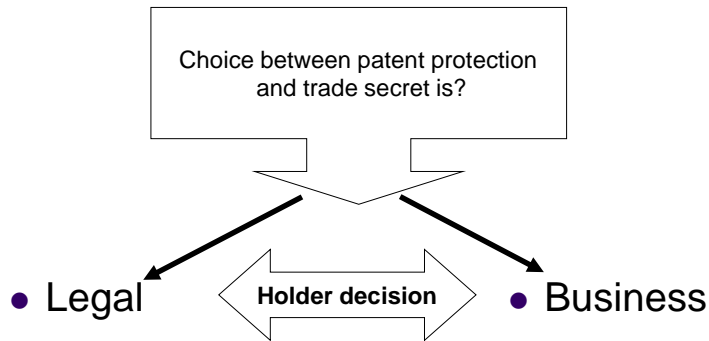 Choice between patent protection
and trade secret is?
• Legal
Holder decision
• Business